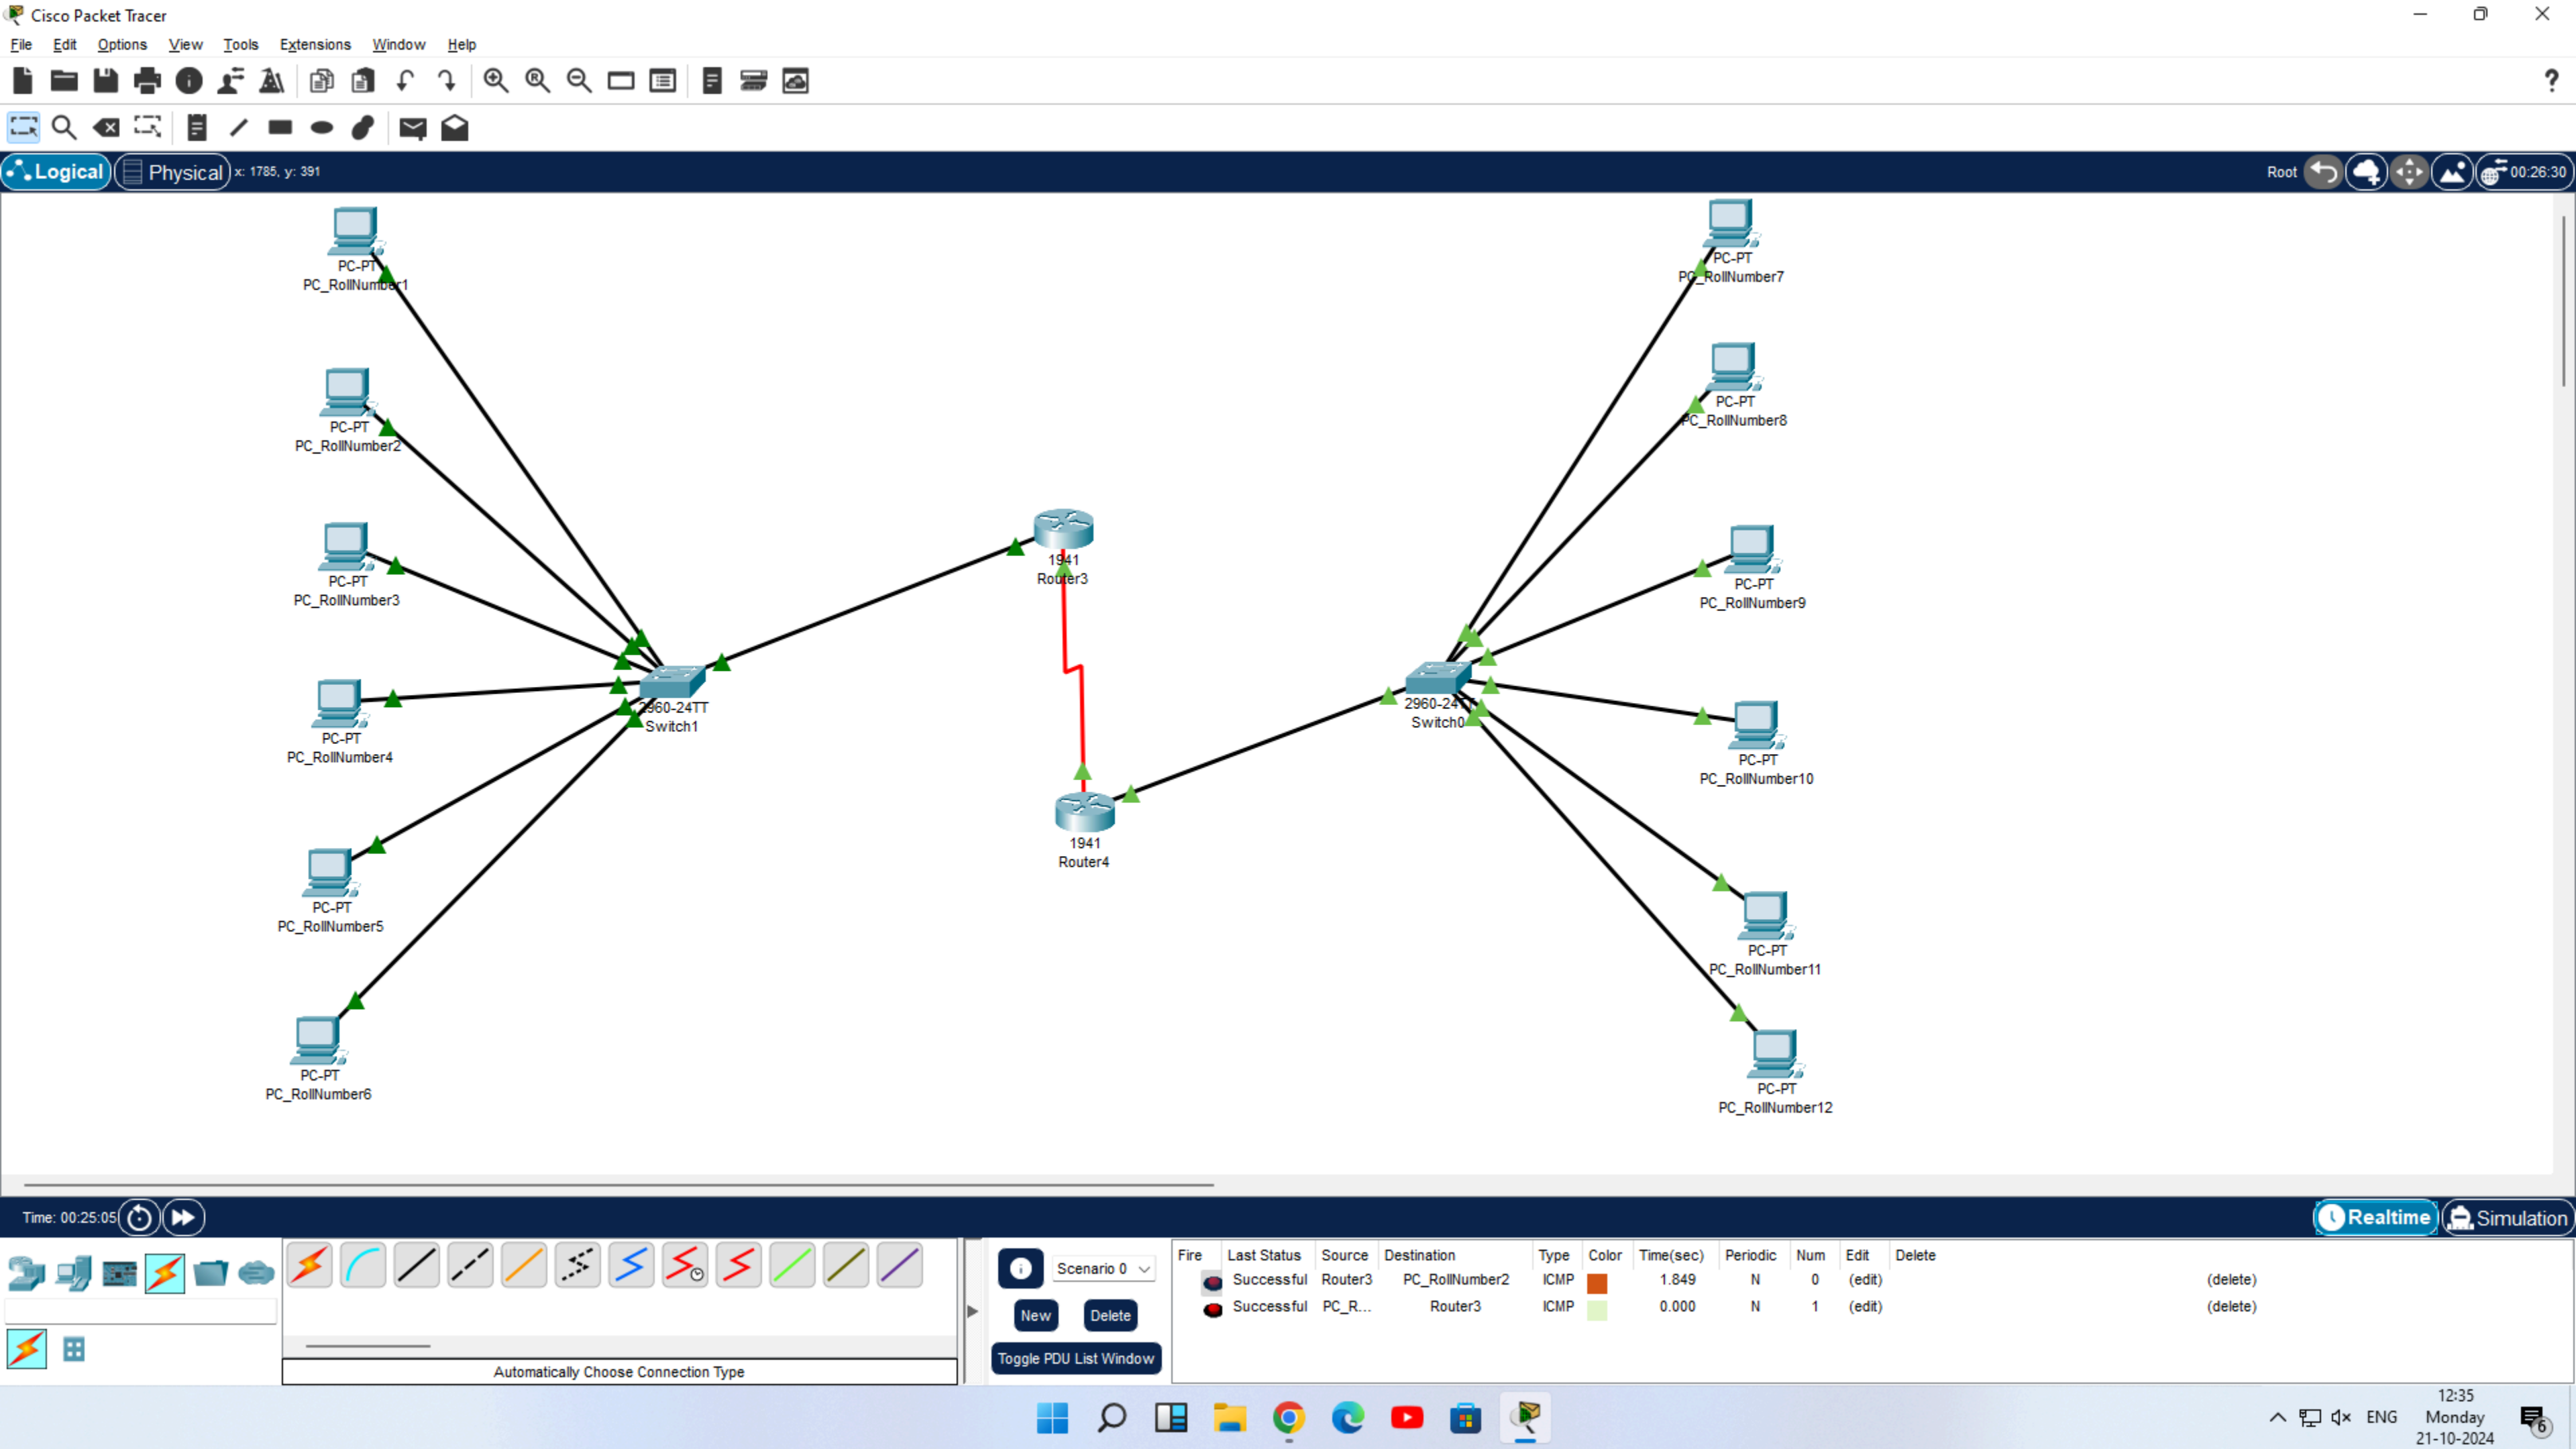 Cisco Packet Tracer
File Edit Options View Tools Extensions Window Help
Logical Physical x: 1785, y: 391 Root 00:26:30
PC-PT
PC_RollNumber1
PC-PT
PC_RollNumber2
PC-PT
PC_RollNumber3
PC-PT
PC_RollNumber4
PC-PT
PC_RollNumber5
PC-PT
PC_RollNumber6
2960-24TT
Switch1
1941
Router3
1941
Router4
2960-24TT
Switch0
PC-PT
PC_RollNumber7
PC-PT
PC_RollNumber8
PC-PT
PC_RollNumber9
PC-PT
PC_RollNumber10
PC-PT
PC_RollNumber11
PC-PT
PC_RollNumber12
Time: 00:25:05 Realtime Simulation
Automatically Choose Connection Type
Scenario 0
New Delete
Toggle PDU List Window
Fire Last Status Source Destination Type Color Time(sec) Periodic Num Edit Delete
Successful Router3 PC_RollNumber2 ICMP 1.849 N 0 (edit) (delete)
Successful PC_R... Router3 ICMP 0.000 N 1 (edit) (delete)
ENG
12:35
Monday
21-10-2024
6